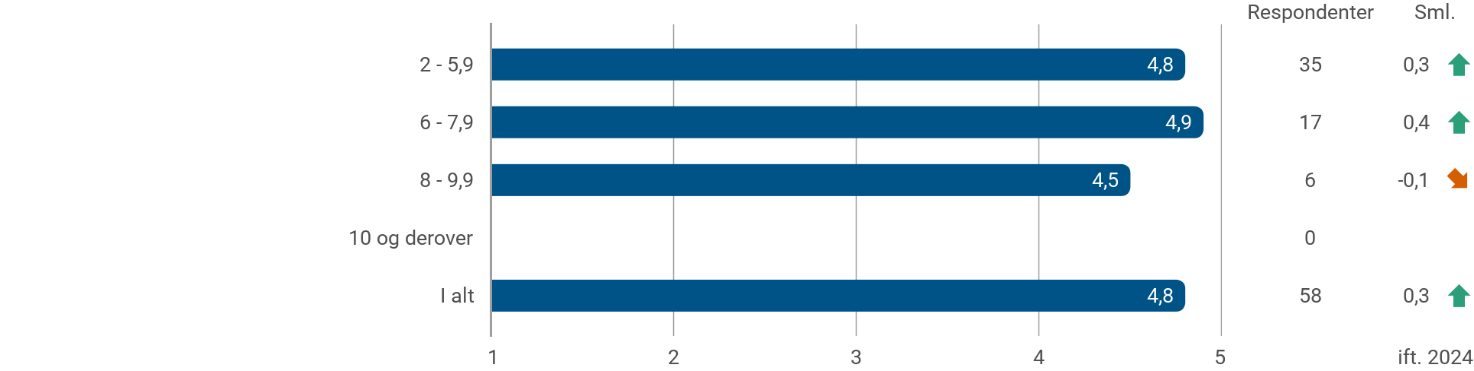 Respondenter Sml.
2 - 5,9 4,8 35 0,3
6 - 7,9 4,9 17 0,4
8 - 9,9 4,5 6 -0,1
10 og derover 0
I alt 4,8 58 0,3
1 2 3 4 5 ift. 2024